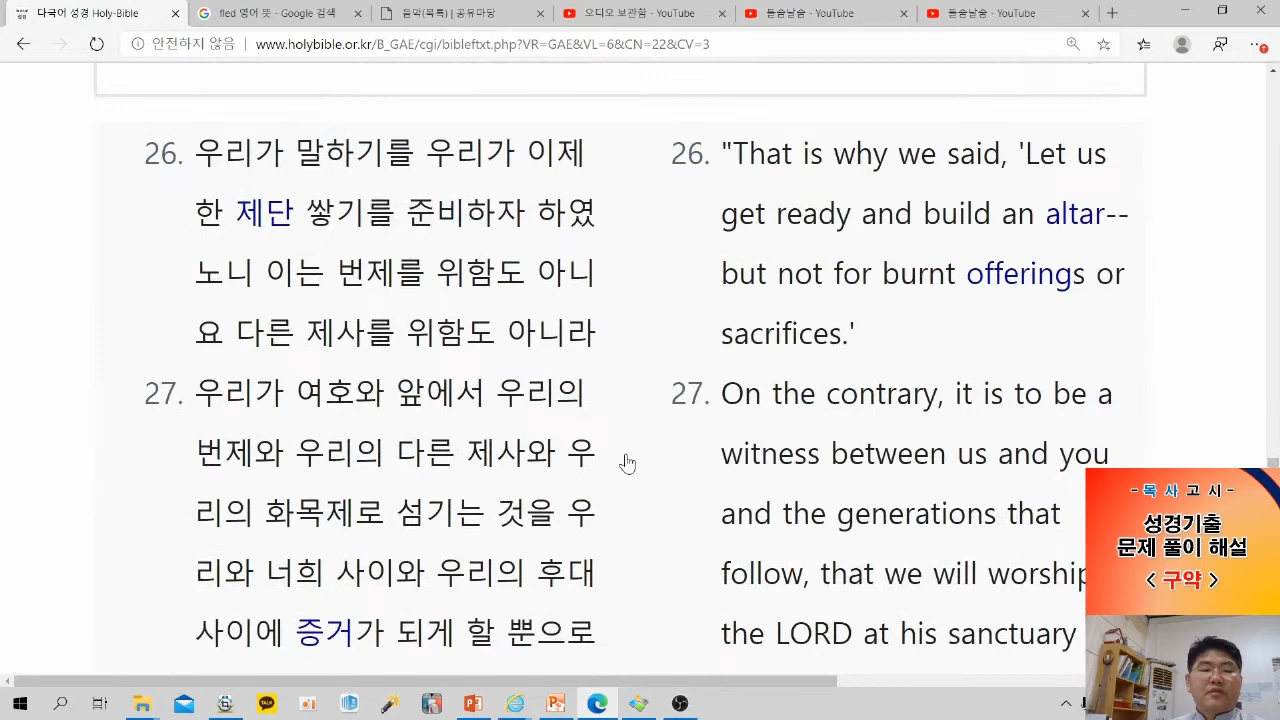 다국어 성경 Holy-Bible
fled 영어 뜻 - Google 검색
음악(목록) | 공유마당
오디오 보관함 - YouTube
돌송날송 - YouTube
돌송날송 - YouTube
안전하지 않음
www.holybible.or.kr/B_GAE/cgi/bibleftxt.php?VR=GAE&VL=6&CN=22&CV=3
26. 우리가 말하기를 우리가 이제
한 제단 쌓기를 준비하자 하였
노니 이는 번제를 위함도 아니
요 다른 제사를 위함도 아니라
27. 우리가 여호와 앞에서 우리의
번제와 우리의 다른 제사와 우
리의 화목제로 섬기는 것을 우
리와 너희 사이와 우리의 후대
사이에 증거가 되게 할 뿐으로
26. "That is why we said, 'Let us
get ready and build an altar--
but not for burnt offerings or
sacrifices.'
27. On the contrary, it is to be a
witness between us and you
and the generations that
follow, that we will worship
the LORD at his sanctuary
- 목 사 고 시 -
성경기출
문제 풀이 해설
< 구약 >
TALK